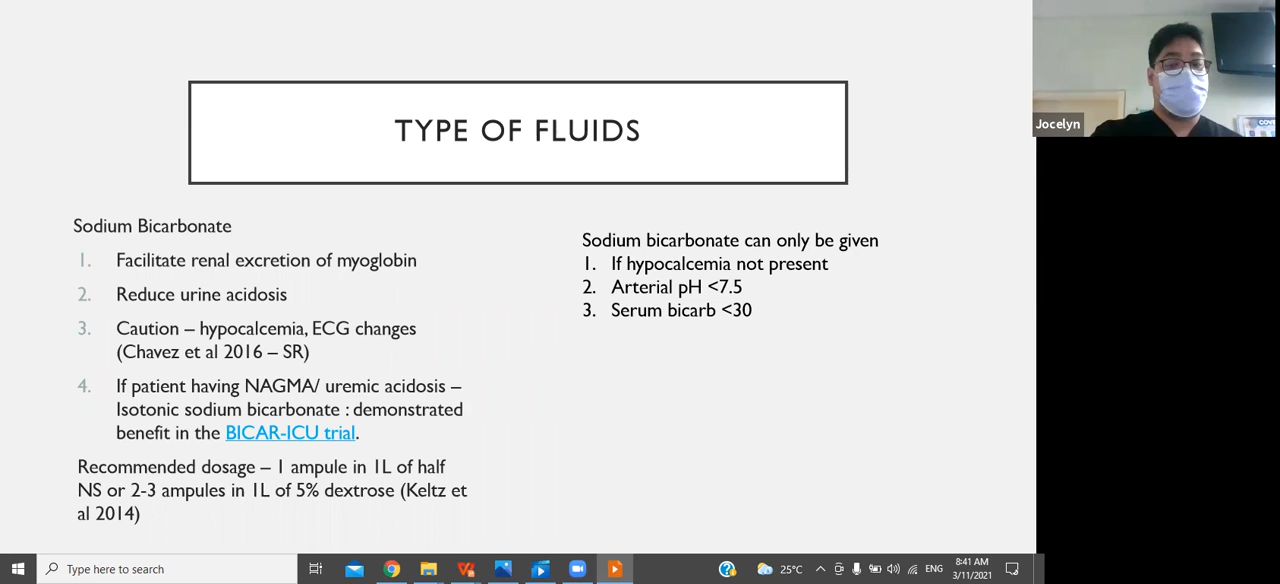 TYPE OF FLUIDS
Sodium Bicarbonate
1. Facilitate renal excretion of myoglobin
2. Reduce urine acidosis
3. Caution – hypocalcemia, ECG changes
(Chavez et al 2016 – SR)
4. If patient having NAGMA/ uremic acidosis –
Isotonic sodium bicarbonate : demonstrated
benefit in the BICAR-ICU trial.
Recommended dosage – 1 ampule in 1L of half
NS or 2-3 ampules in 1L of 5% dextrose (Keltz et
al 2014)
Sodium bicarbonate can only be given
1. If hypocalcemia not present
2. Arterial pH <7.5
3. Serum bicarb <30
Jocelyn
Type here to search
25°C
ENG
8:41 AM
3/11/2021